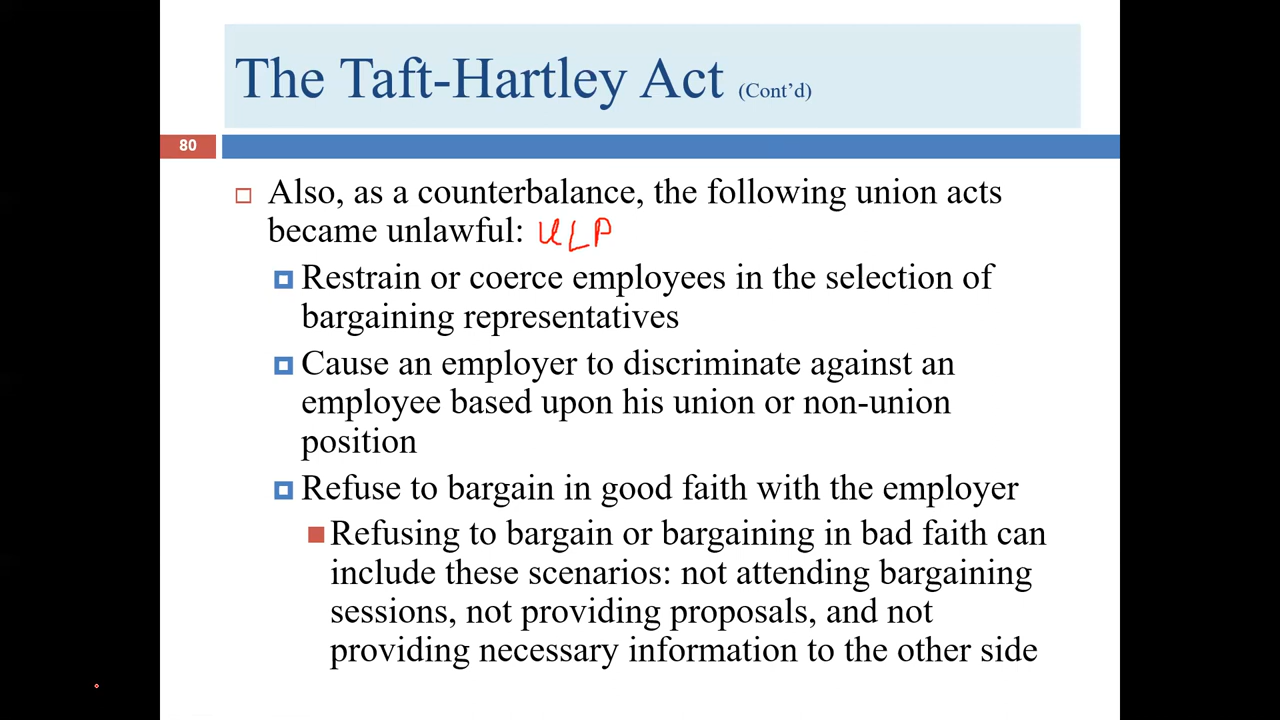 The Taft-Hartley Act (Cont’d)
80
Also, as a counterbalance, the following union acts
became unlawful: ULP
Restrain or coerce employees in the selection of
bargaining representatives
Cause an employer to discriminate against an
employee based upon his union or non-union
position
Refuse to bargain in good faith with the employer
Refusing to bargain or bargaining in bad faith can
include these scenarios: not attending bargaining
sessions, not providing proposals, and not
providing necessary information to the other side